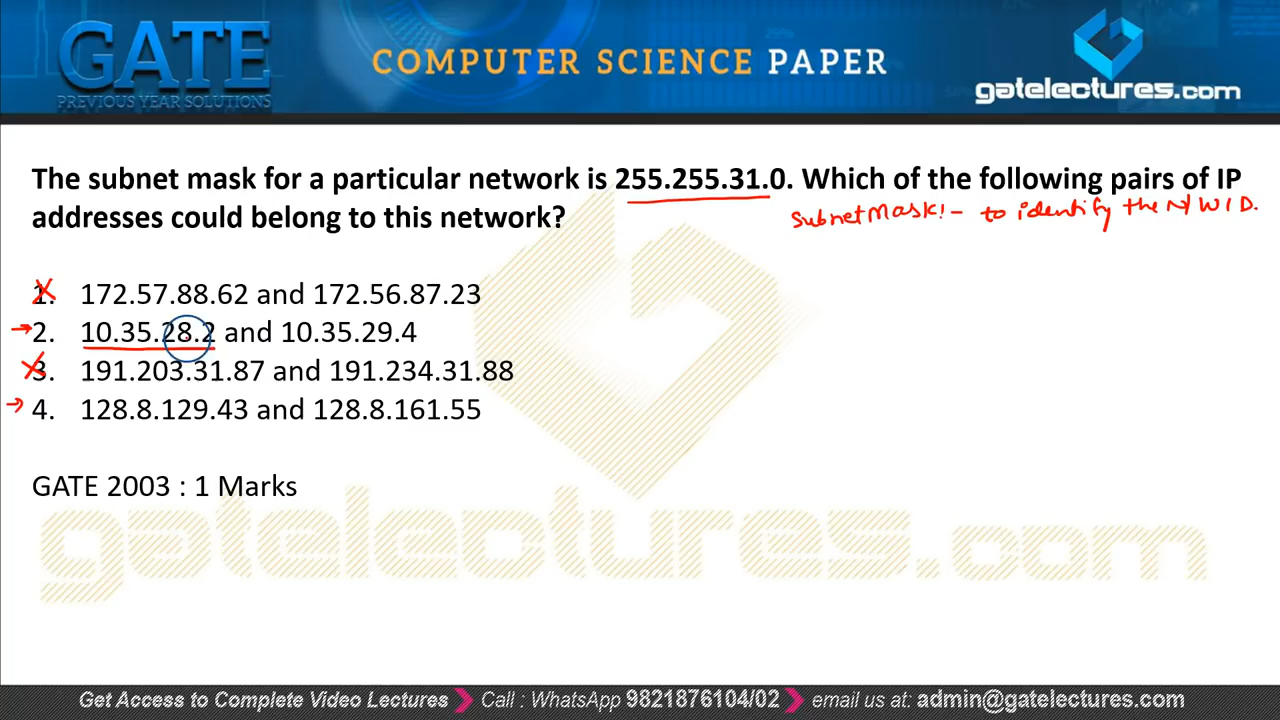 GATE
PREVIOUS YEAR SOLUTIONS
COMPUTER SCIENCE PAPER
gatelectures.com
The subnet mask for a particular network is 255.255.31.0. Which of the following pairs of IP
addresses could belong to this network?
SubnetMask:- to identify the N/W ID.
1. 172.57.88.62 and 172.56.87.23
2. 10.35.28.2 and 10.35.29.4
3. 191.203.31.87 and 191.234.31.88
4. 128.8.129.43 and 128.8.161.55
GATE 2003 : 1 Marks
gatelectures.com
Get Access to Complete Video Lectures Call : WhatsApp 9821876104/02 email us at: admin@gatelectures.com